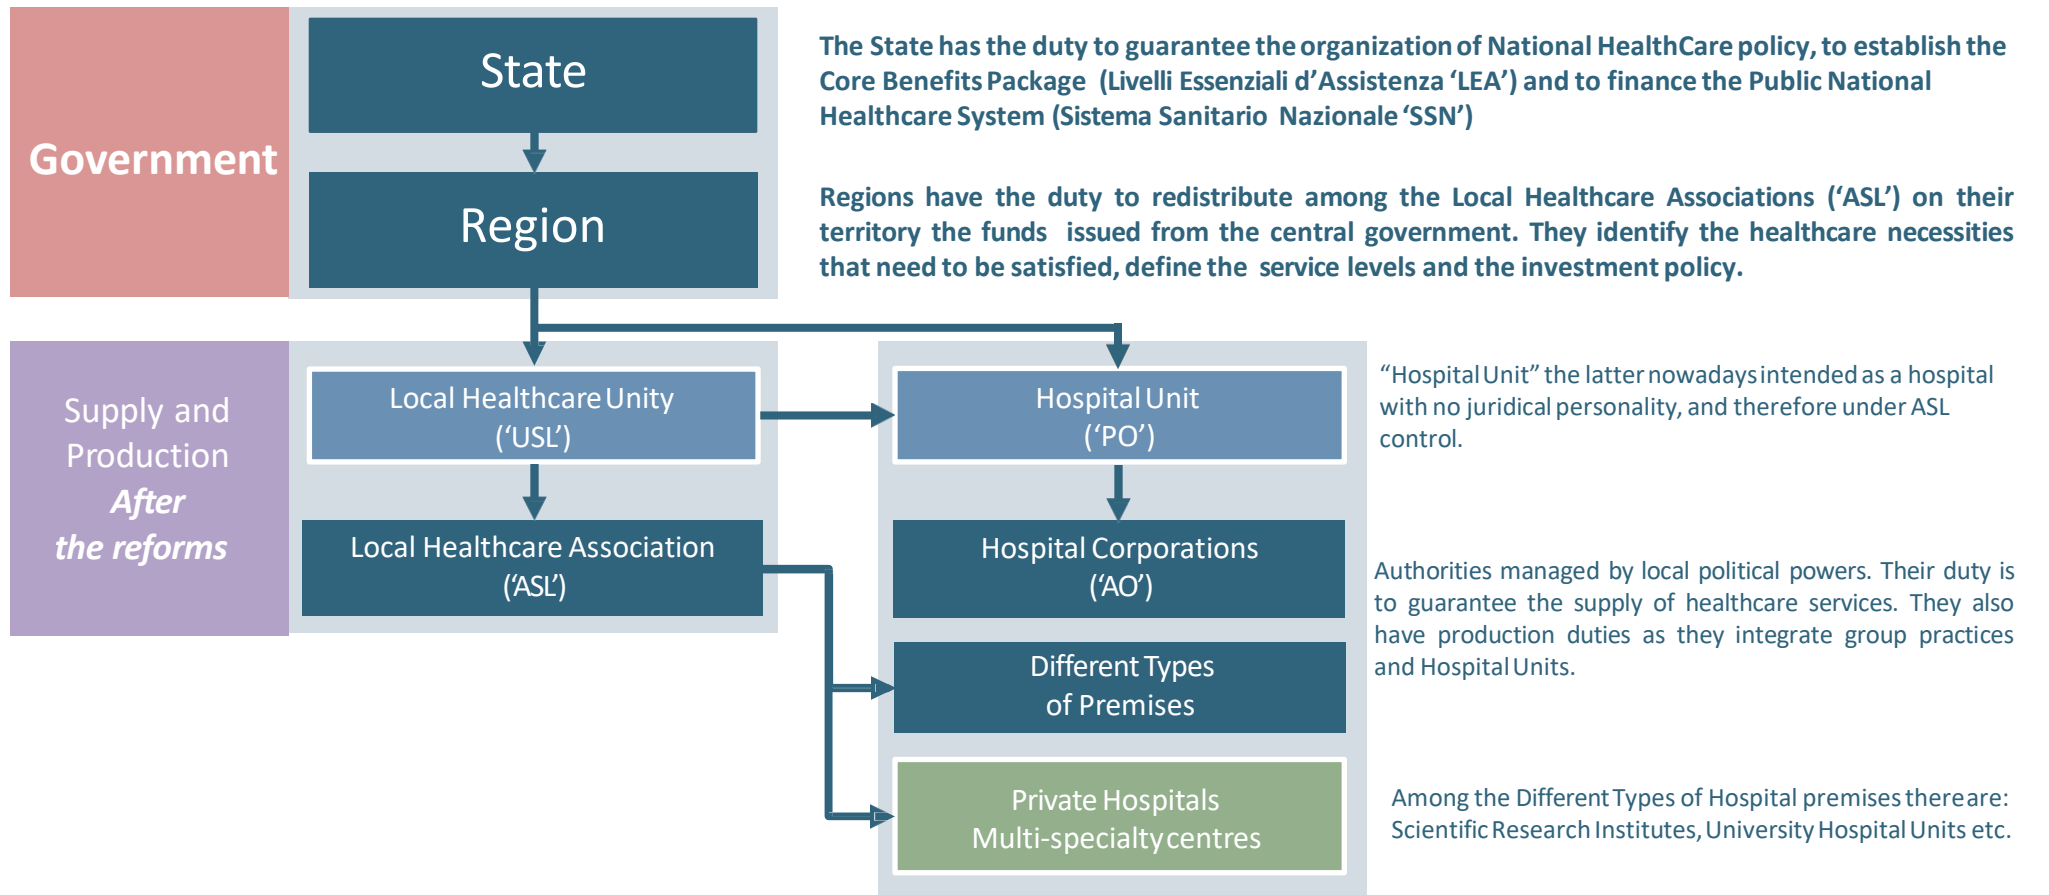 Government
State
Region
The State has the duty to guarantee the organization of National HealthCare policy, to establish the
Core Benefits Package (Livelli Essenziali d’Assistenza ‘LEA’) and to finance the Public National
Healthcare System (Sistema Sanitario Nazionale ‘SSN’)
Regions have the duty to redistribute among the Local Healthcare Associations (‘ASL’) on their
territory the funds issued from the central government. They identify the healthcare necessities
that need to be satisfied, define the service levels and the investment policy.
Supply and
Production
After
the reforms
Local Healthcare Unity
(‘USL’)
Hospital Unit
(‘PO’)
“Hospital Unit” the latter nowadays intended as a hospital
with no juridical personality, and therefore under ASL
control.
Local Healthcare Association
(‘ASL’)
Hospital Corporations
(‘AO’)
Authorities managed by local political powers. Their duty is
to guarantee the supply of healthcare services. They also
have production duties as they integrate group practices
and Hospital Units.
Different Types
of Premises
Private Hospitals
Multi-specialty centres
Among the Different Types of Hospital premises there are:
Scientific Research Institutes, University Hospital Units etc.